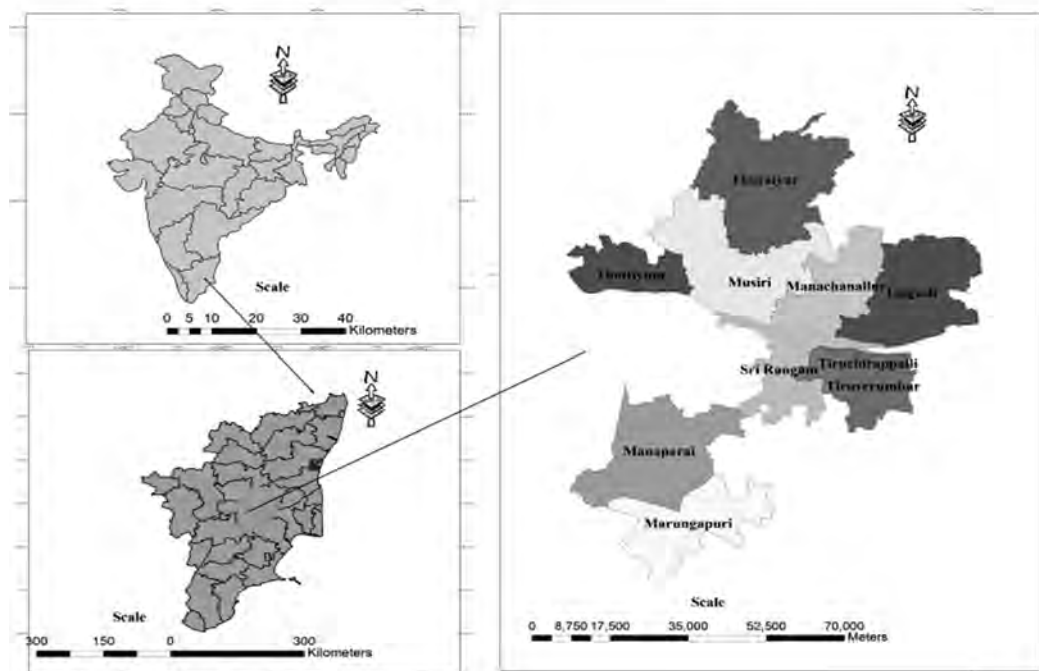 N
Scale
0 5 10 20 30 40
Kilometers
N
Scale
300 150 0 300
Kilometers
N
Musiri
Manachanallur
Sri Rangam
Tiruchirappalli
Tiruverumbur
Manaparai
Marungapuri
Scale
0 8,750 17,500 35,000 52,500 70,000
Meters